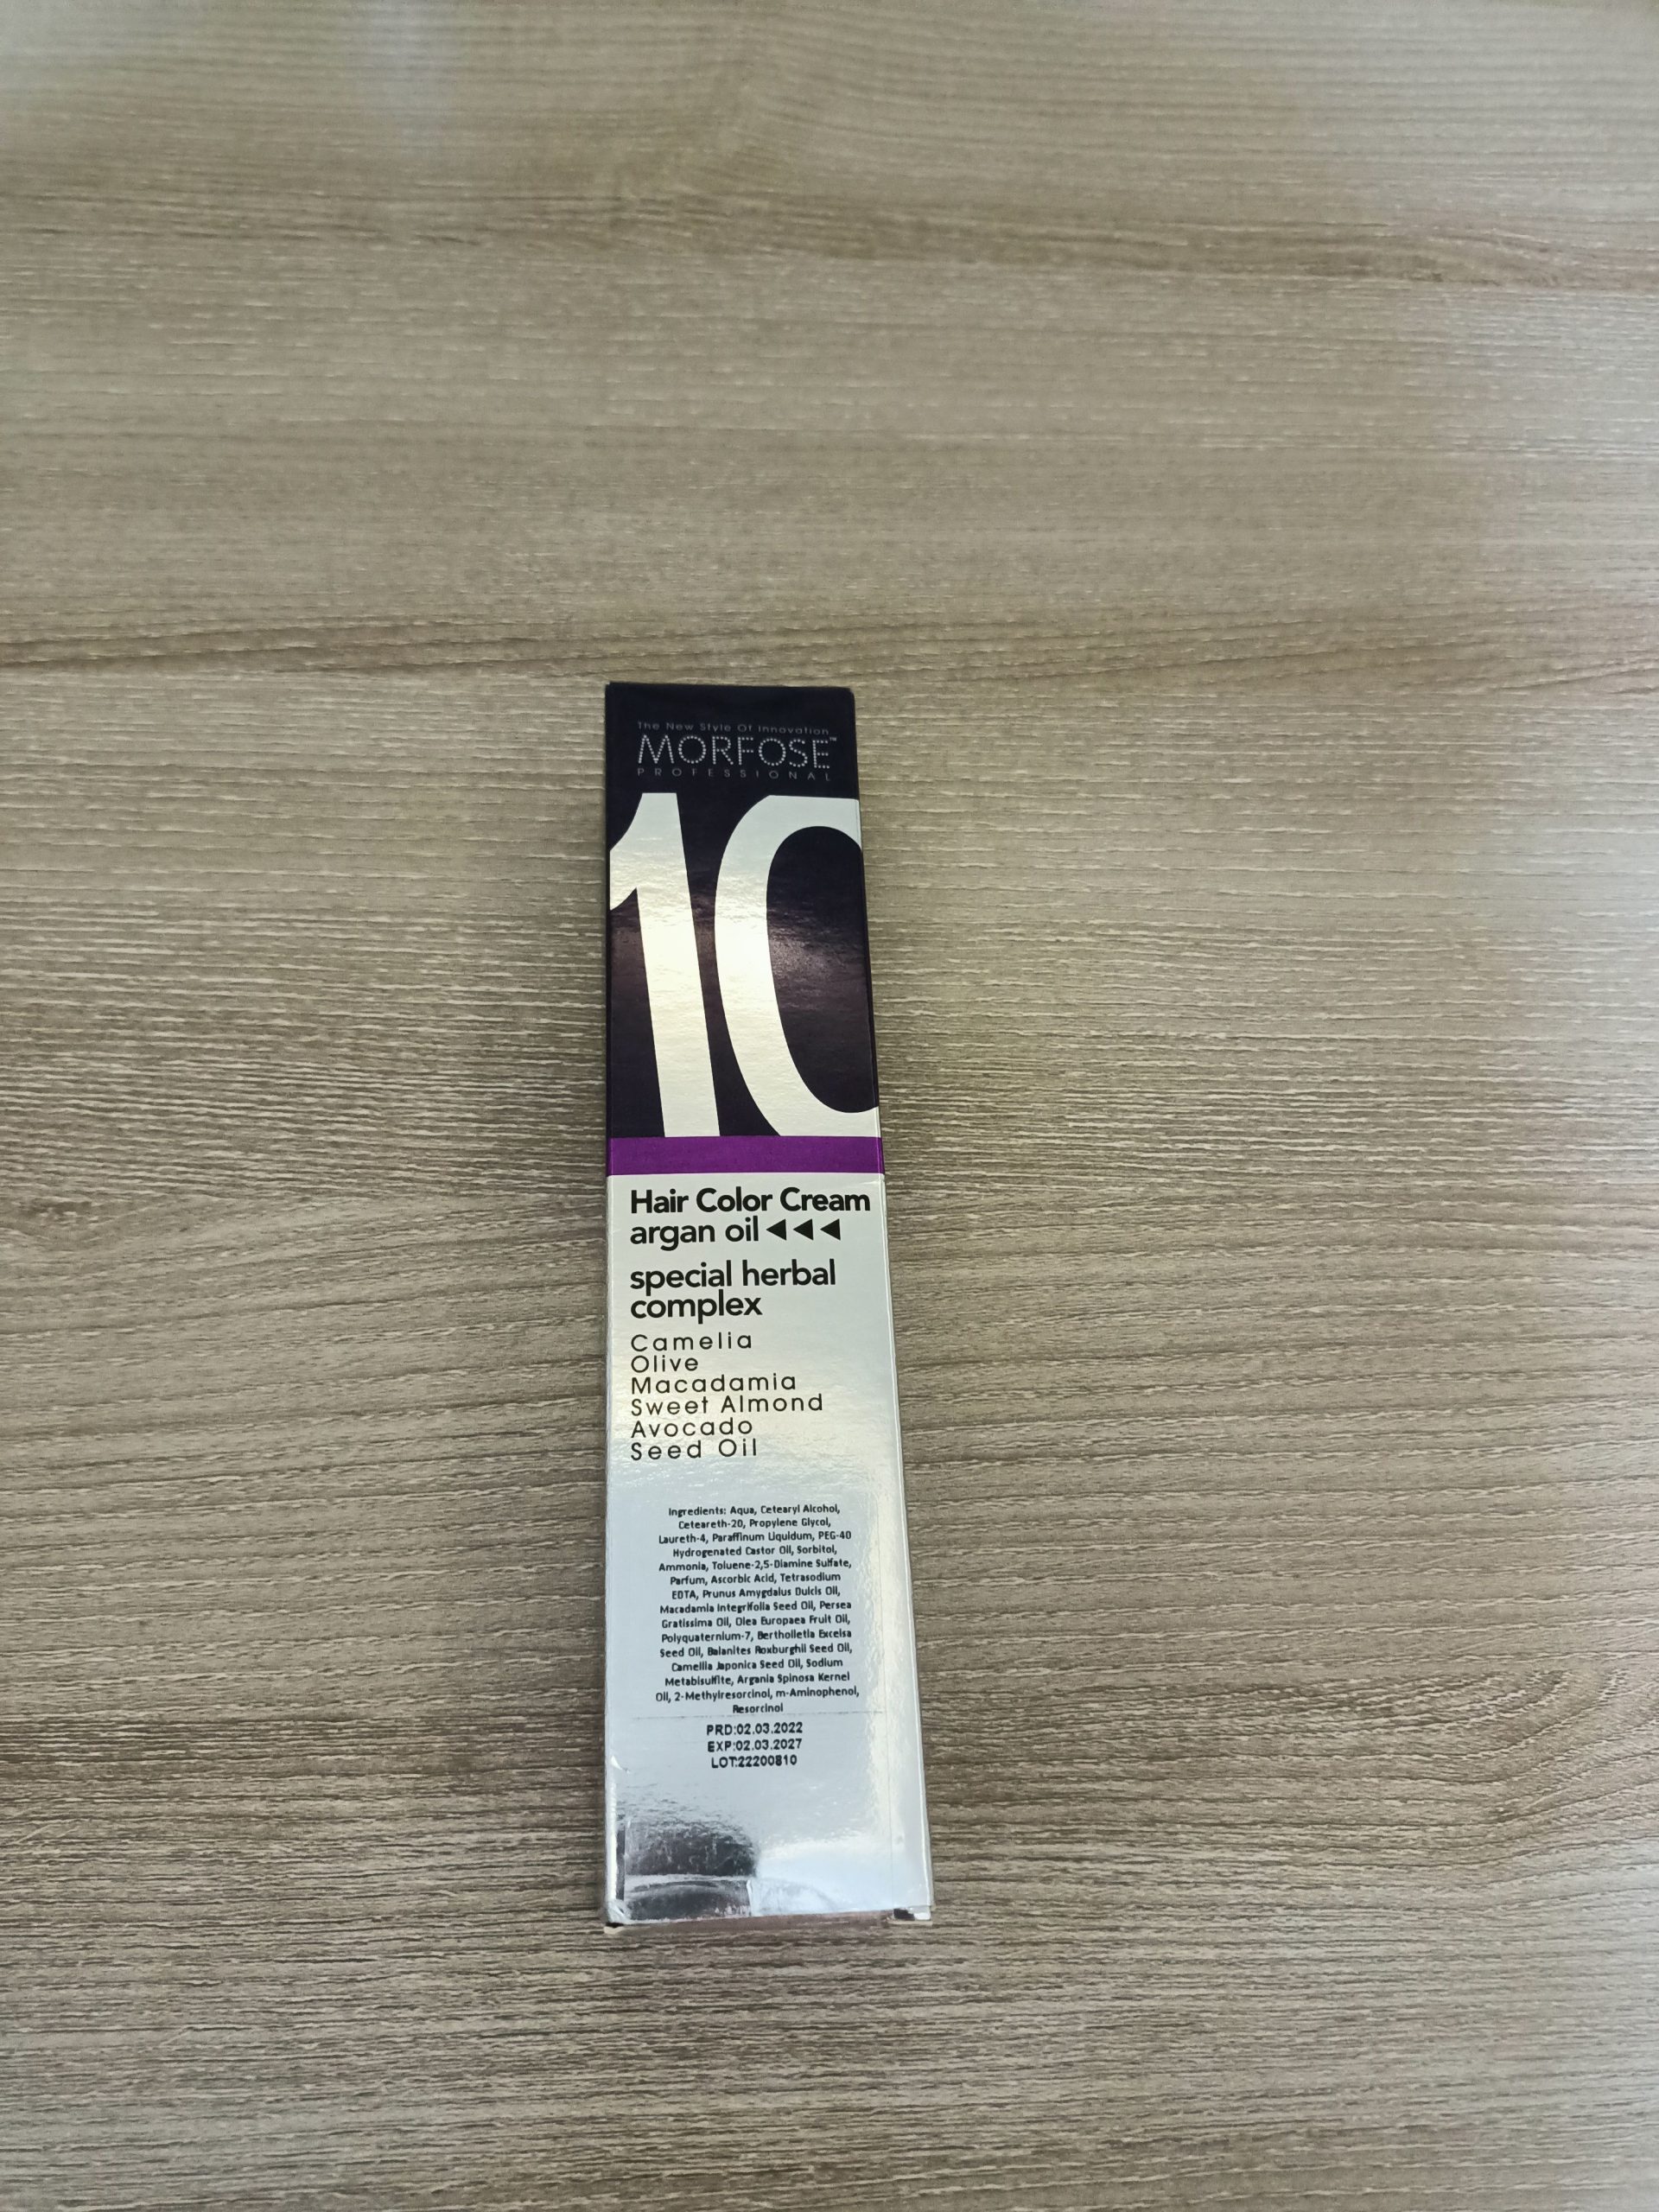 The New Style Of Innovation
MORFOSE™
PROFESSIONAL
10
Hair Color Cream
argan oil◀◀◀
special herbal
complex
Camelia
Olive
Macadamia
Sweet Almond
Avocado
Seed Oil
Ingredients: Aqua, Cetearyl Alcohol,
Ceteareth-20, Propylene Glycol,
Laureth-4, Paraffinum Liquidum, PEG-40
Hydrogenated Castor Oil, Sorbitol,
Ammonia, Toluene-2,5-Diamine Sulfate,
Parfum, Ascorbic Acid, Tetrasodium
EDTA, Prunus Amygdalus Dulcis Oil,
Macadamia Integrifolia Seed Oil, Persea
Gratissima Oil, Olea Europaea Fruit Oil,
Polyquaternium-7, Bertholletia Excelsa
Seed Oil, Balanites Roxburghii Seed Oil,
Camellia Japonica Seed Oil, Sodium
Metabisulfite, Argania Spinosa Kernel
Oil, 2-Methylresorcinol, m-Aminophenol,
Resorcinol
PRD:02.03.2022
EXP:02.03.2027
LOT:22200810